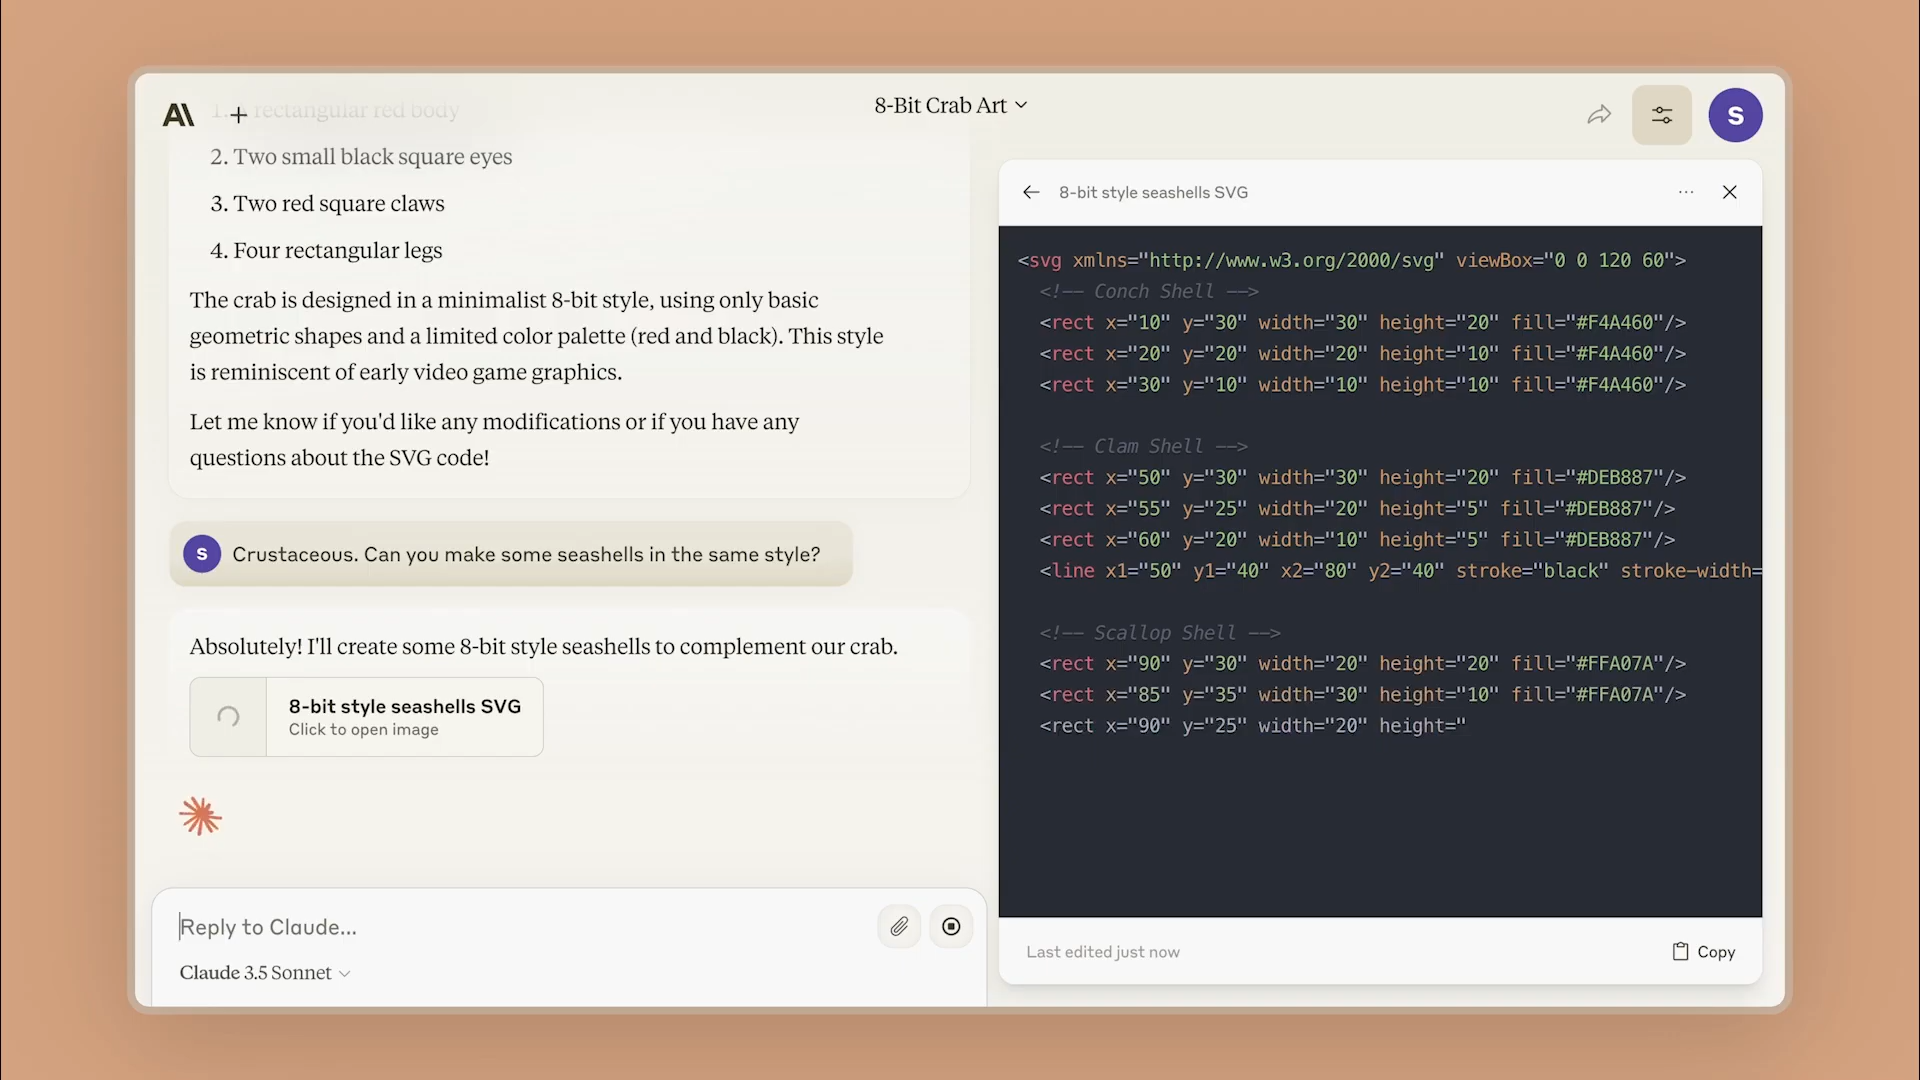 8-Bit Crab Art
S
1. A rectangular red body
2. Two small black square eyes
3. Two red square claws
4. Four rectangular legs
The crab is designed in a minimalist 8-bit style, using only basic
geometric shapes and a limited color palette (red and black). This style
is reminiscent of early video game graphics.
Let me know if you'd like any modifications or if you have any
questions about the SVG code!
S
Crustaceous. Can you make some seashells in the same style?
Absolutely! I'll create some 8-bit style seashells to complement our crab.
8-bit style seashells SVG
Click to open image
Reply to Claude...
Claude 3.5 Sonnet
8-bit style seashells SVG
<svg xmlns="http://www.w3.org/2000/svg" viewBox="0 0 120 60">
<!-- Conch Shell -->
<rect x="10" y="30" width="30" height="20" fill="#F4A460"/>
<rect x="20" y="20" width="20" height="10" fill="#F4A460"/>
<rect x="30" y="10" width="10" height="10" fill="#F4A460"/>
<!-- Clam Shell -->
<rect x="50" y="30" width="30" height="20" fill="#DEB887"/>
<rect x="55" y="25" width="20" height="5" fill="#DEB887"/>
<rect x="60" y="20" width="10" height="5" fill="#DEB887"/>
<line x1="50" y1="40" x2="80" y2="40" stroke="black" stroke-width=
<!-- Scallop Shell -->
<rect x="90" y="30" width="20" height="20" fill="#FFA07A"/>
<rect x="85" y="35" width="30" height="10" fill="#FFA07A"/>
<rect x="90" y="25" width="20" height="
Last edited just now
Copy